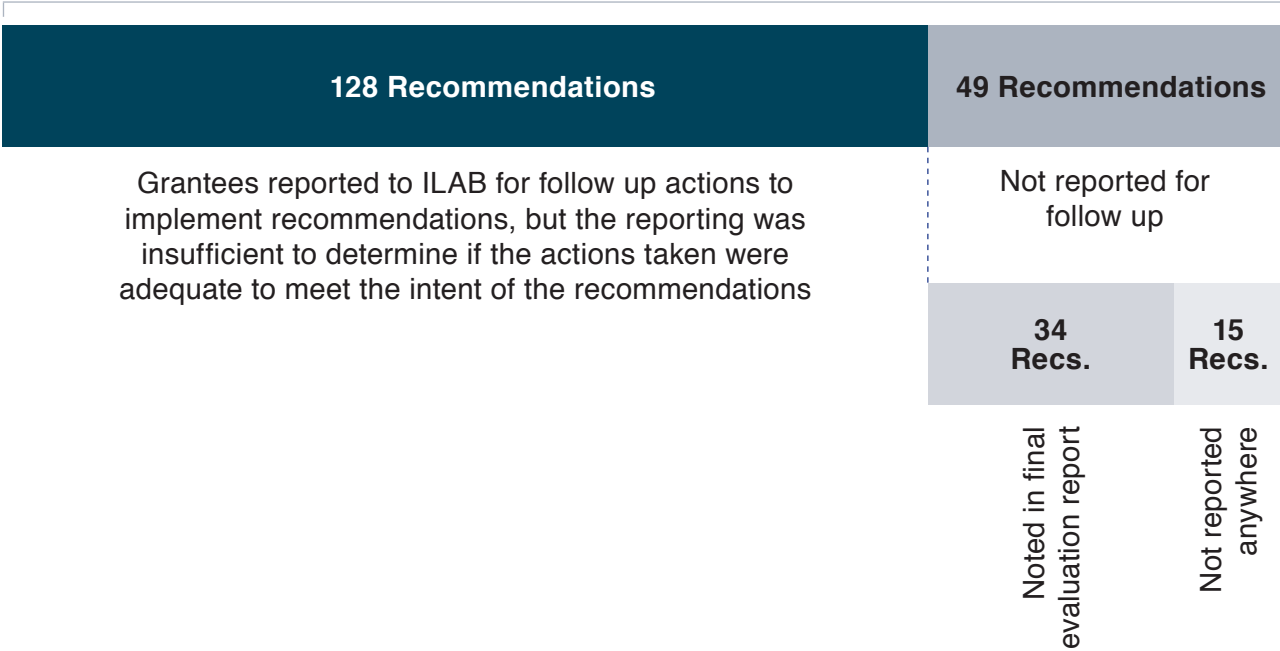 128 Recommendations
49 Recommendations
Grantees reported to ILAB for follow up actions to
implement recommendations, but the reporting was
insufficient to determine if the actions taken were
adequate to meet the intent of the recommendations
Not reported for
follow up
34
Recs.
15
Recs.
Noted in final
evaluation report
Not reported
anywhere